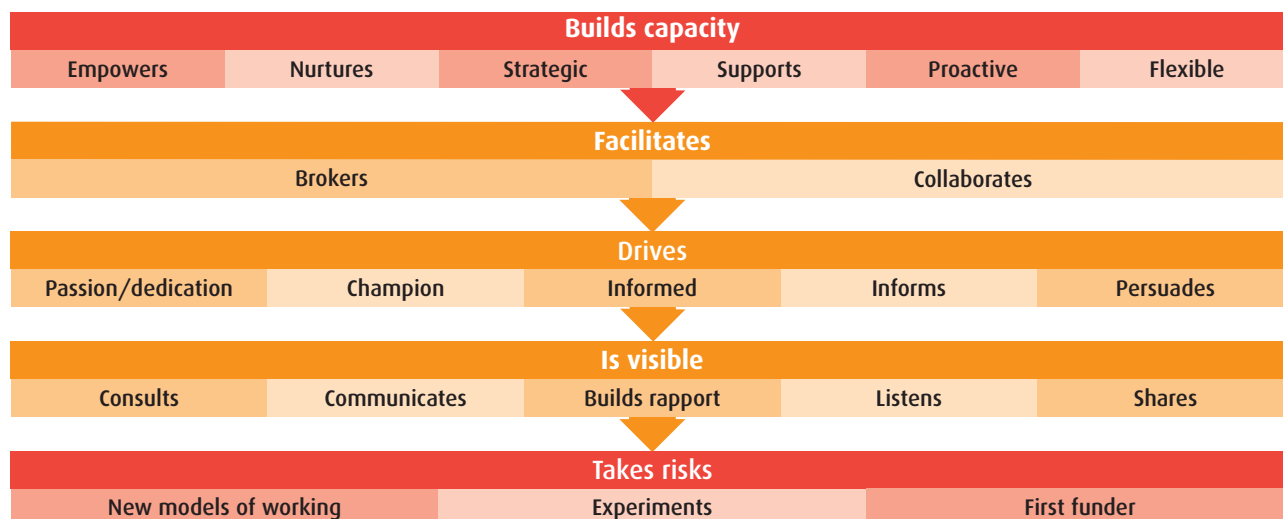 Builds capacity
Empowers Nurtures Strategic Supports Proactive Flexible
Facilitates
Brokers Collaborates
Drives
Passion/dedication Champion Informed Informs Persuades
Is visible
Consults Communicates Builds rapport Listens Shares
Takes risks
New models of working Experiments First funder